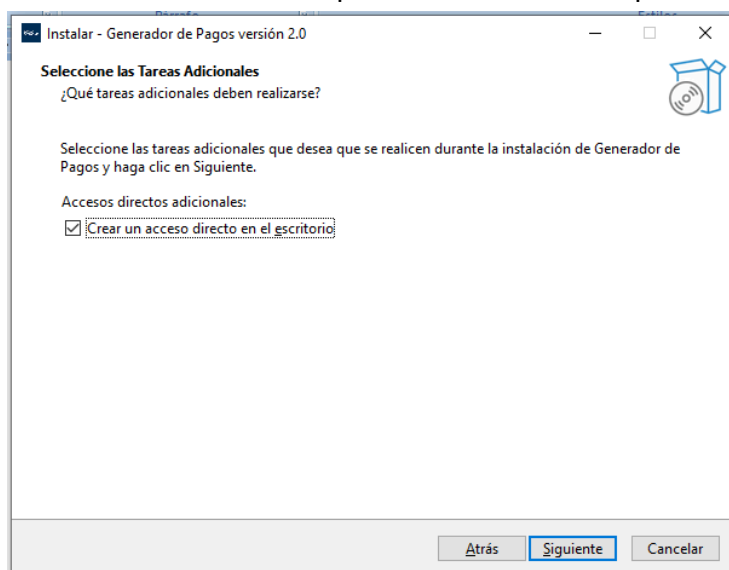 Párrafo
Estilos
Instalar - Generador de Pagos versión 2.0
Seleccione las Tareas Adicionales
¿Qué tareas adicionales deben realizarse?
Seleccione las tareas adicionales que desea que se realicen durante la instalación de Generador de
Pagos y haga clic en Siguiente.
Accesos directos adicionales:
Crear un acceso directo en el escritorio
Atrás
Siguiente
Cancelar